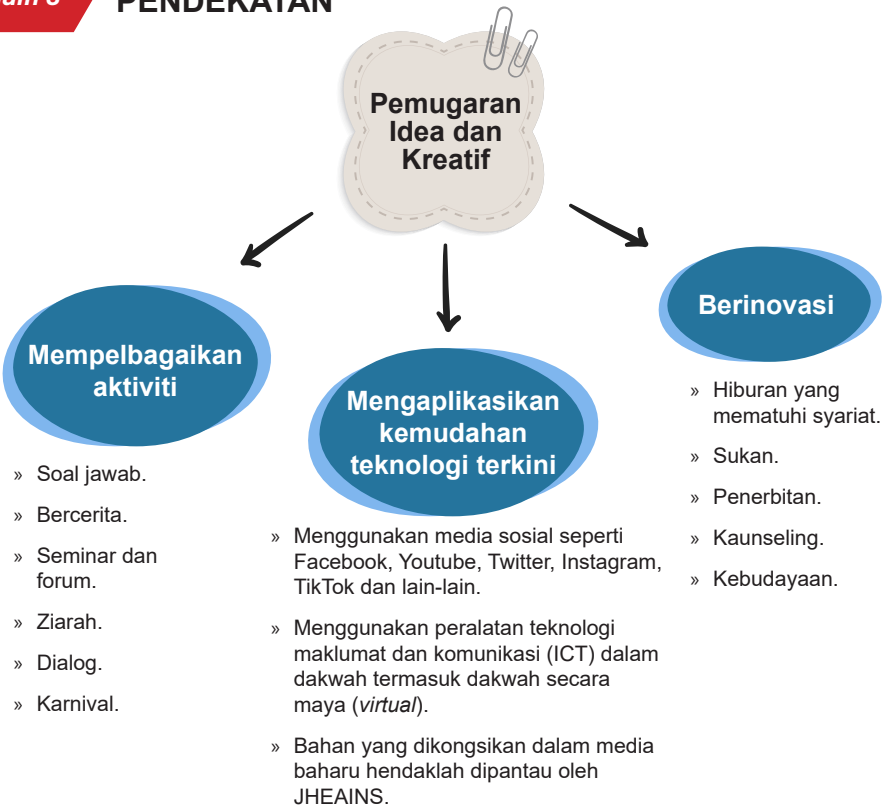 PENDEKATAN
Pemugaran
Idea dan
Kreatif
Mempelbagaikan
aktiviti
» Soal jawab.
» Bercerita.
» Seminar dan
forum.
» Ziarah.
» Dialog.
» Karnival.
Mengaplikasikan
kemudahan
teknologi terkini
» Menggunakan media sosial seperti
Facebook, Youtube, Twitter, Instagram,
TikTok dan lain-lain.
» Menggunakan peralatan teknologi
maklumat dan komunikasi (ICT) dalam
dakwah termasuk dakwah secara
maya (virtual).
» Bahan yang dikongsikan dalam media
baharu hendaklah dipantau oleh
JHEAINS.
Berinovasi
» Hiburan yang
mematuhi syariat.
» Sukan.
» Penerbitan.
» Kaunseling.
» Kebudayaan.